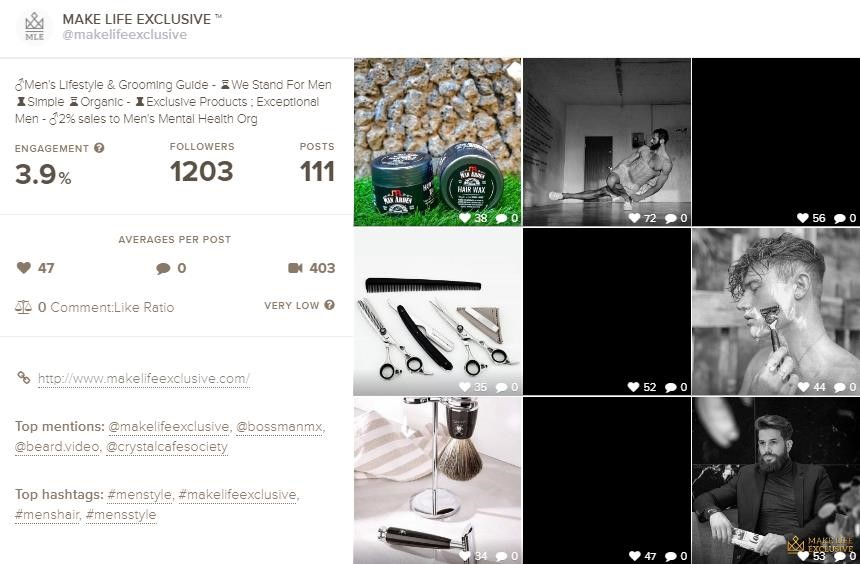 MAKE LIFE EXCLUSIVE ™
@makelifeexclusive
MLE
♂Men's Lifestyle & Grooming Guide - ⌛We Stand For Men
⌛Simple ⌛Organic - ⌛Exclusive Products ; Exceptional
Men - ♂2% sales to Men's Mental Health Org
ENGAGEMENT FOLLOWERS POSTS
3.9% 1203 111
AVERAGES PER POST
47 0 403
0 Comment:Like Ratio VERY LOW
http://www.makelifeexclusive.com/
Top mentions: @makelifeexclusive, @bossmanmx,
@beard.video, @crystalcafesociety
Top hashtags: #menstyle, #makelifeexclusive,
#menshair, #mensstyle
MAN ARDEN
MAN ARDEN
HAIR WAX
38 0
72 0
56 0
35 0
52 0
44 0
34 0
47 0
MAKE LIFE
EXCLUSIVE
53 0